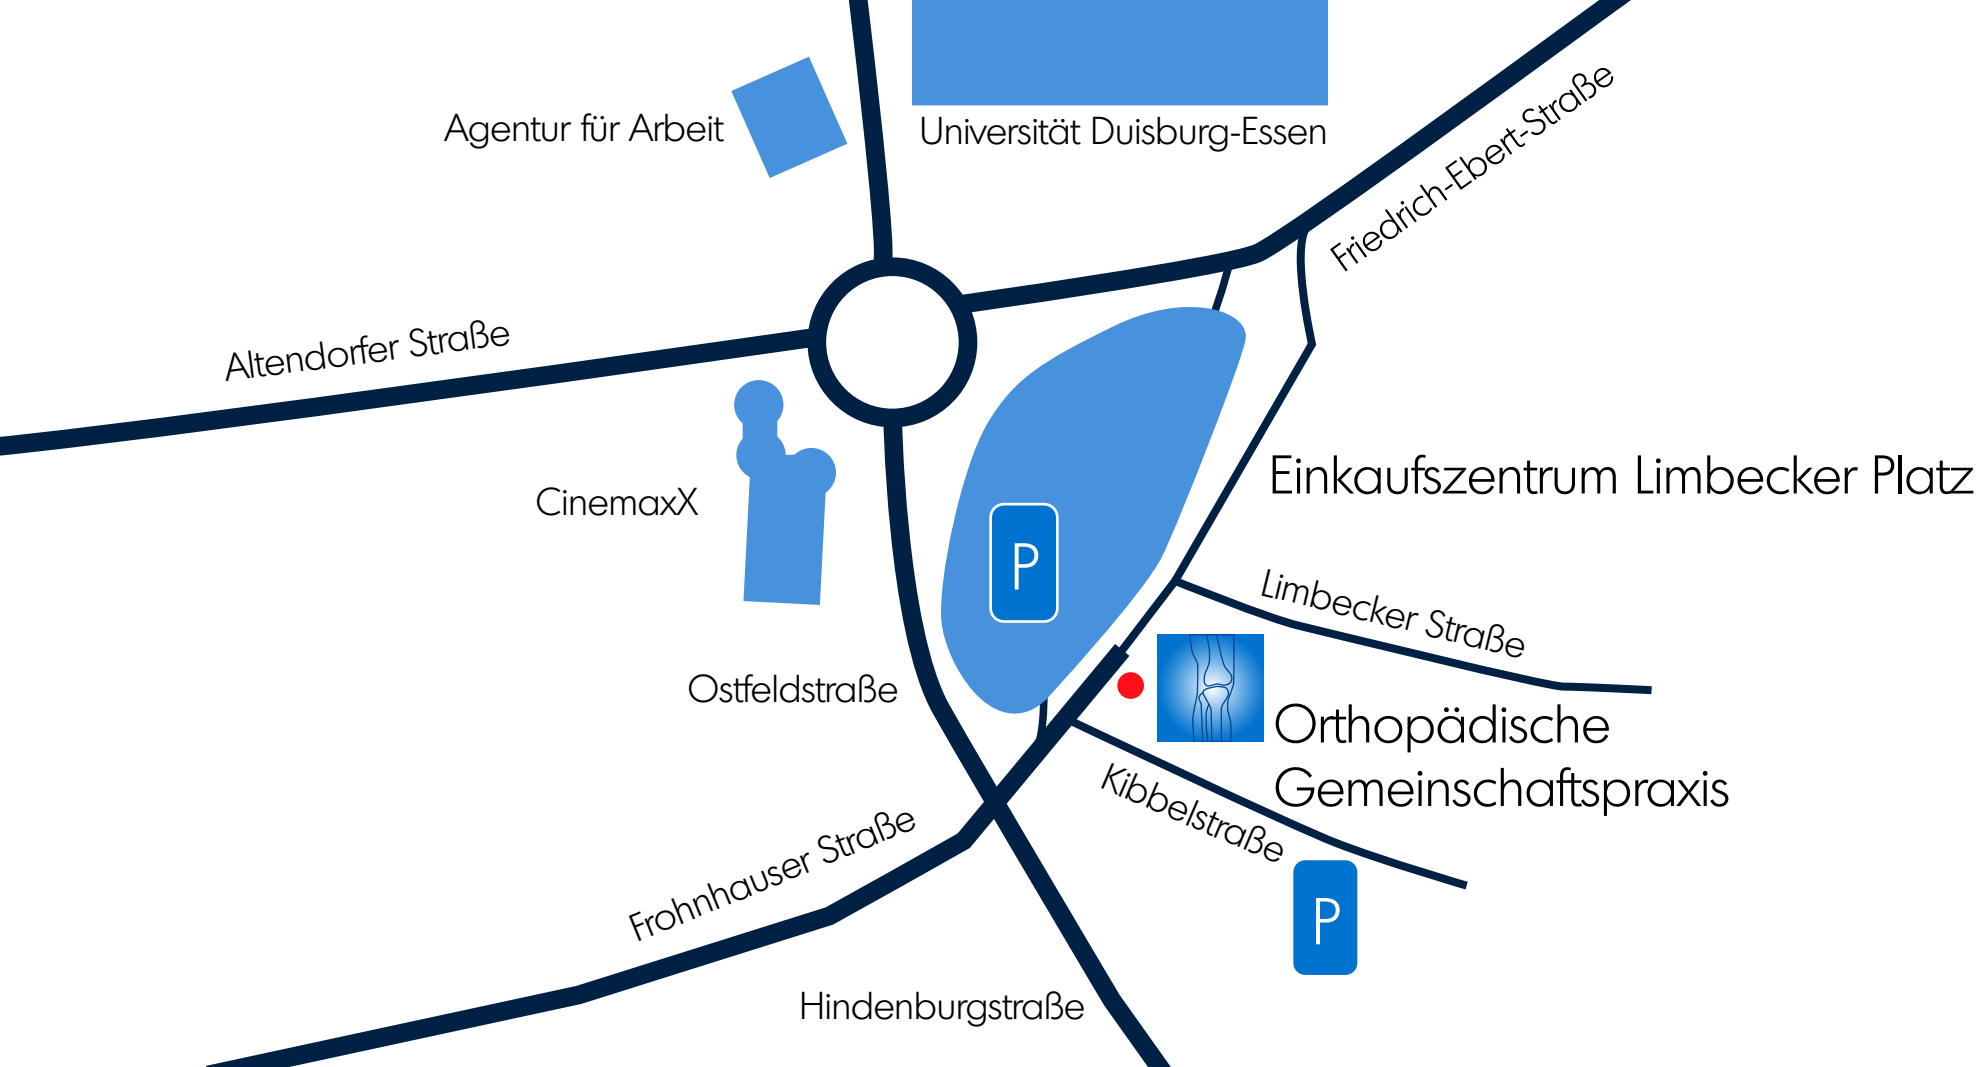 Agentur für Arbeit
Universität Duisburg-Essen
Friedrich-Ebert-Straße
Altendorfer Straße
CinemaxX
Einkaufszentrum Limbecker Platz
P
Limbecker Straße
Ostfeldstraße
Orthopädische
Gemeinschaftspraxis
Kibbelstraße
Frohnhauser Straße
P
Hindenburgstraße